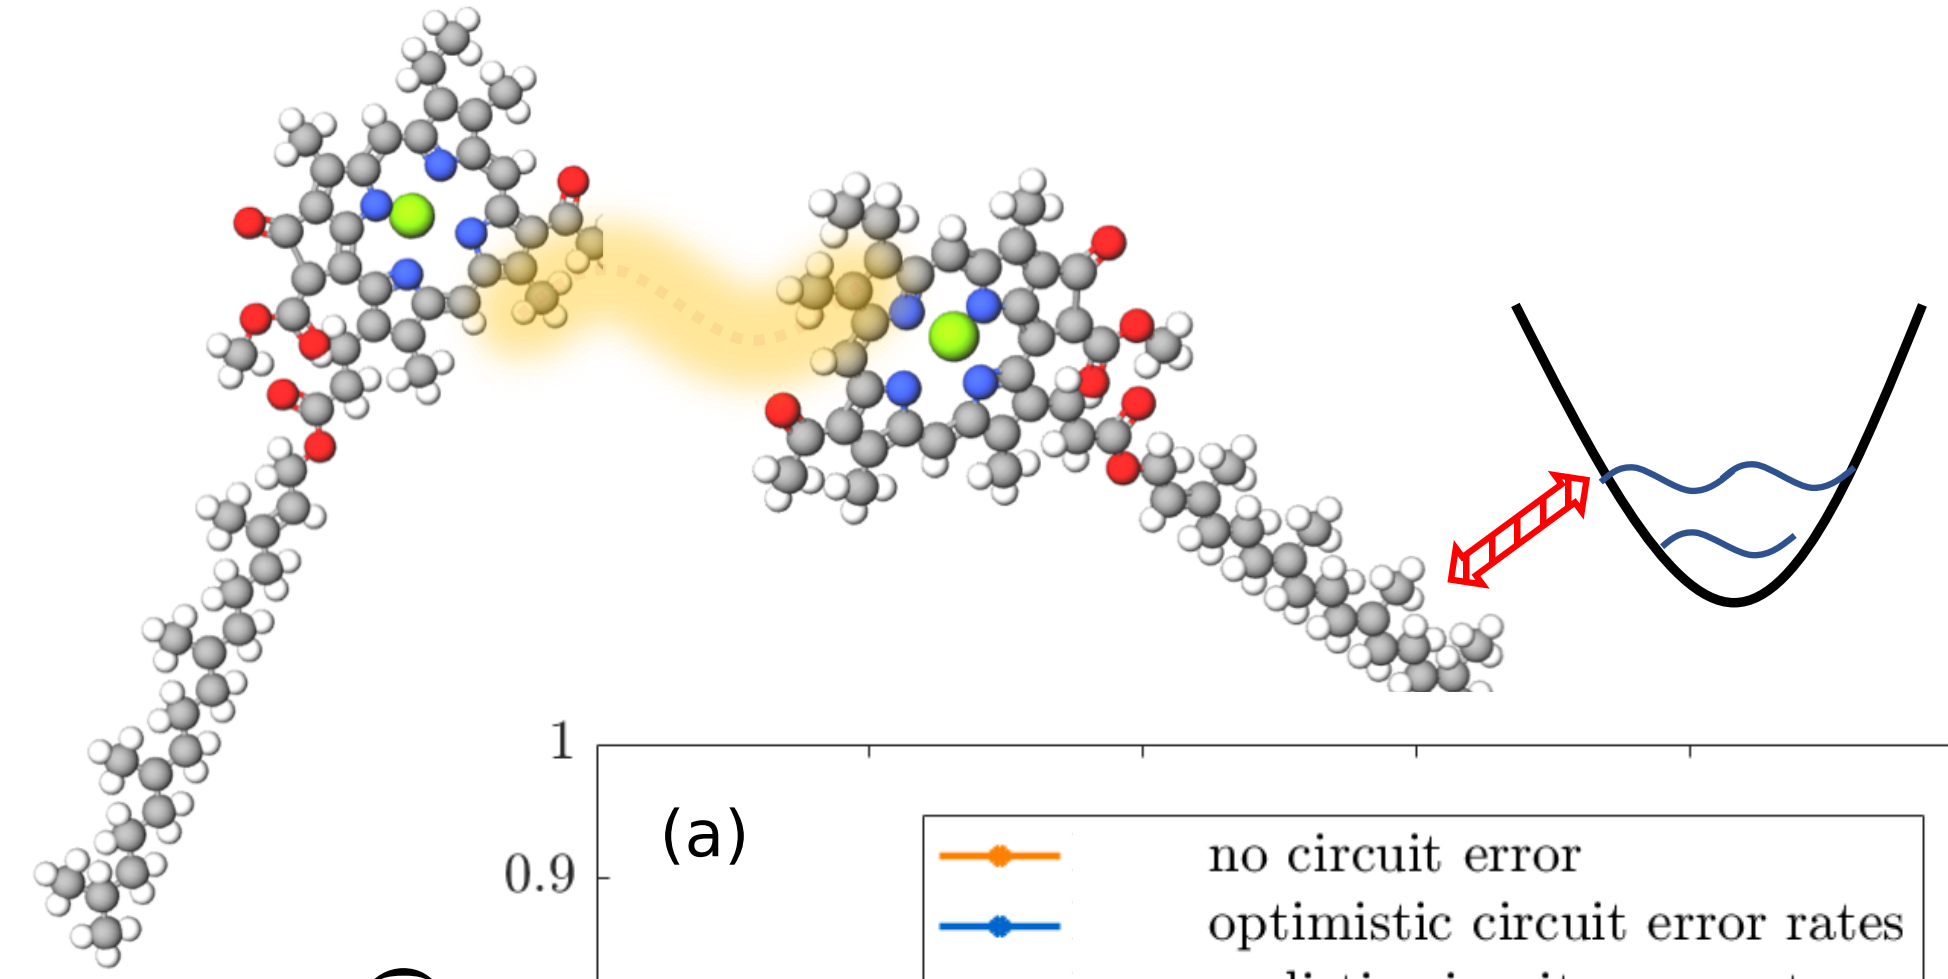 1
(a)
0.9
no circuit error
optimistic circuit error rates